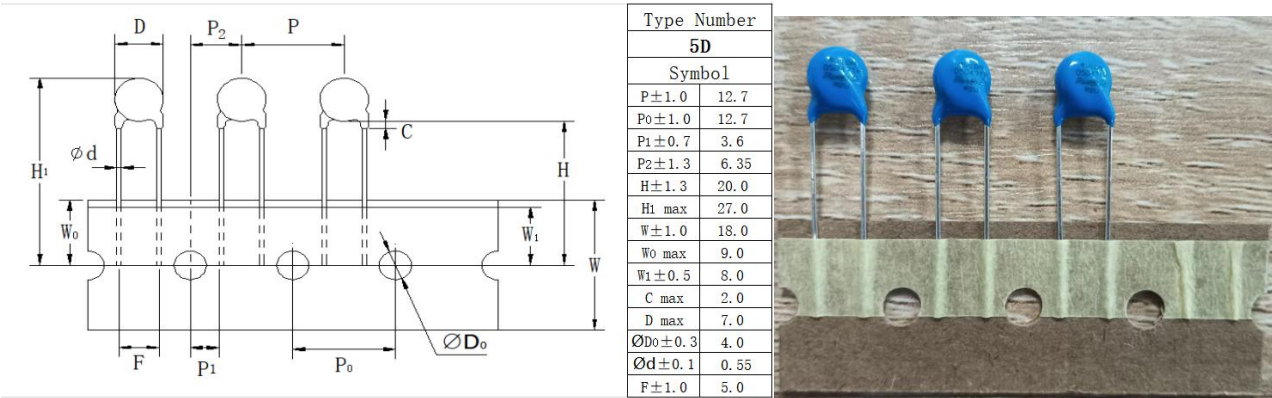 D
P₂
P
C
Ød
H₁
H
W₀
W₁
W
F
P₁
P₀
ØD₀
Type Number
5D
Symbol
P±1.0 12.7
P₀±1.0 12.7
P₁±0.7 3.6
P₂±1.3 6.35
H±1.3 20.0
H₁ max 27.0
W±1.0 18.0
W₀ max 9.0
W₁±0.5 8.0
C max 2.0
D max 7.0
ØD₀±0.3 4.0
Ød±0.1 0.55
F±1.0 5.0